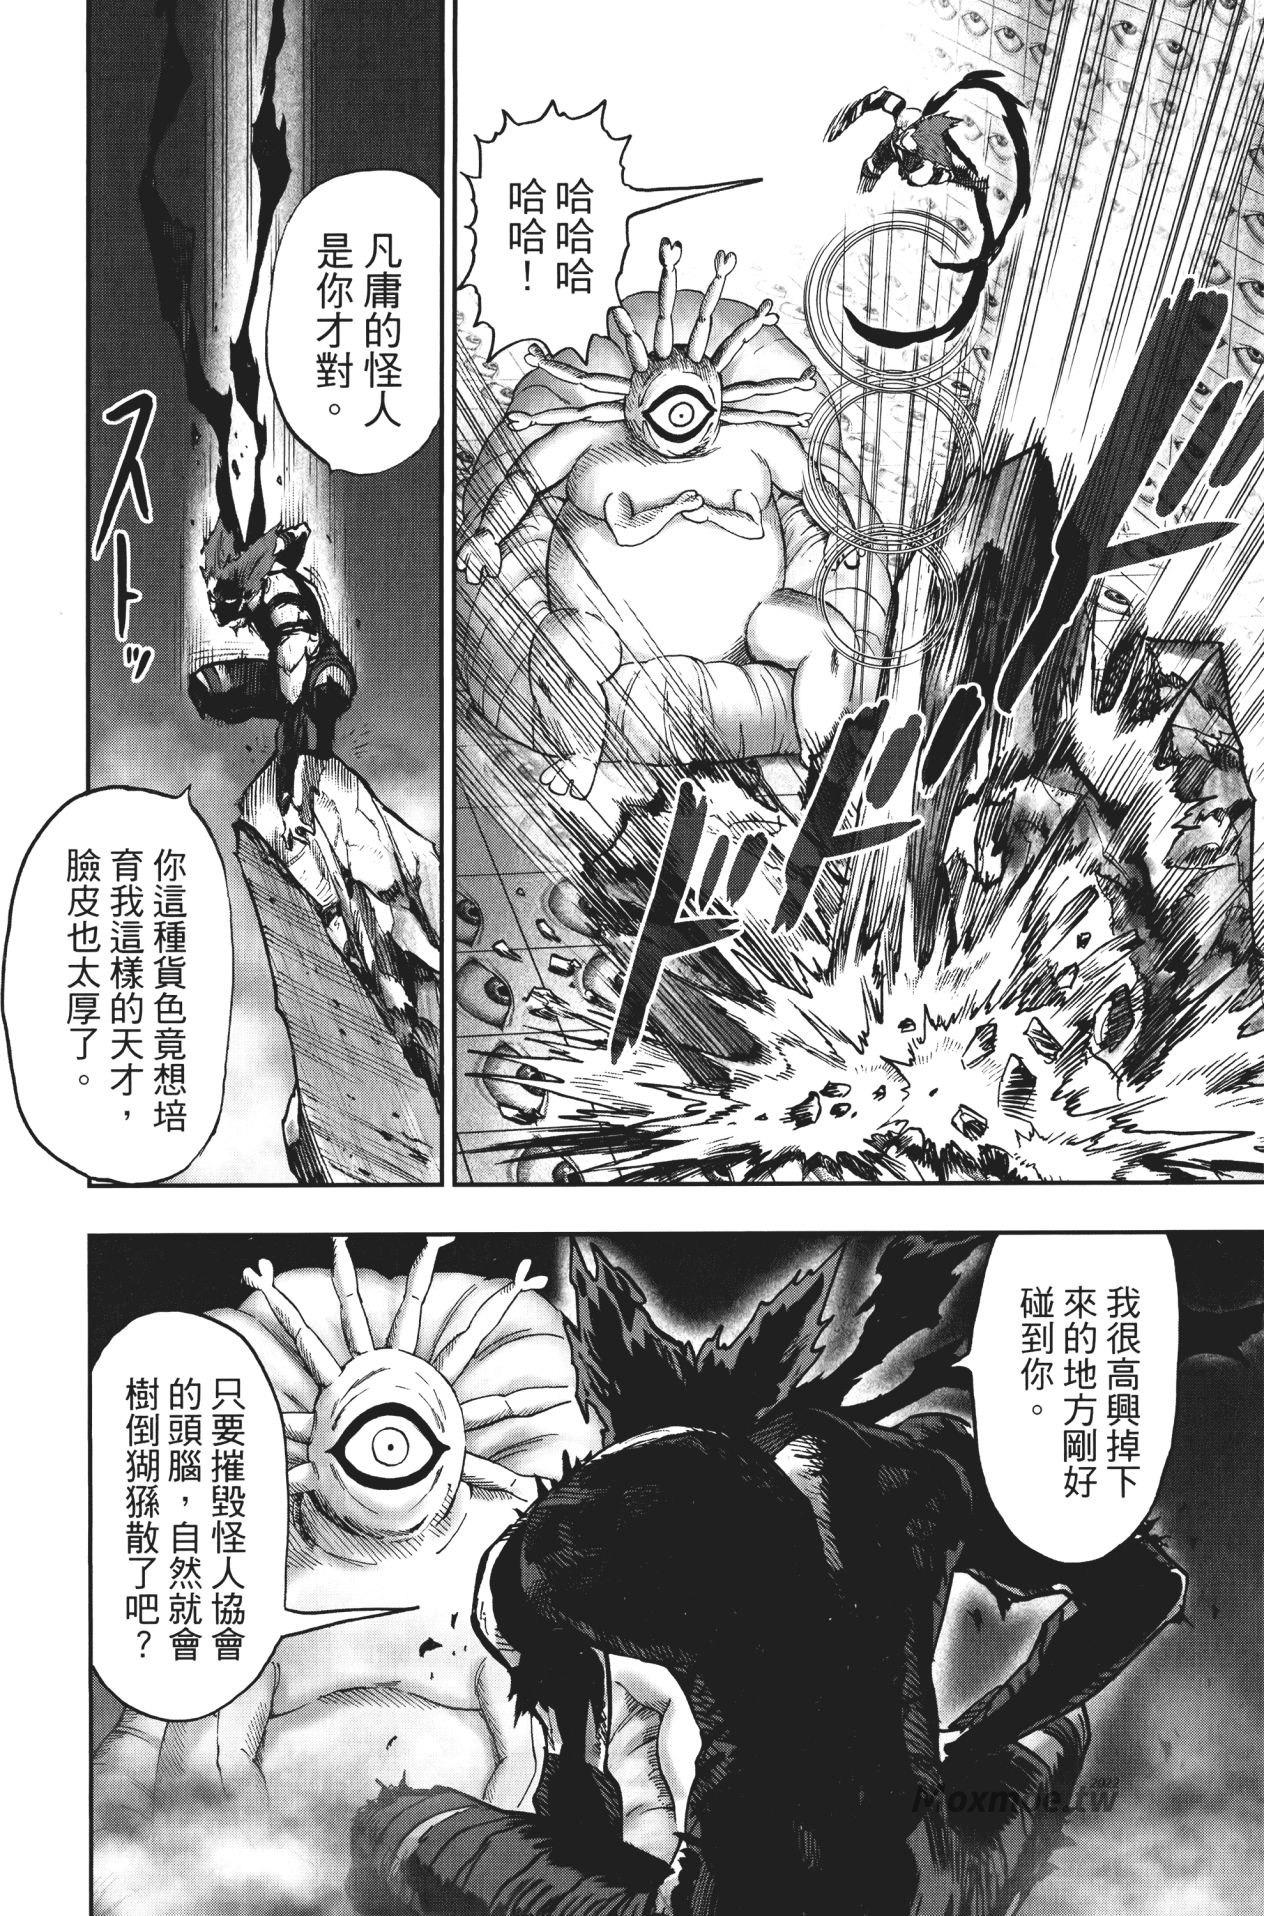 哈哈哈
哈哈！
ドドドド
凡庸的怪人
是你才對。
ストッ
你這種貨色竟想培
育我這樣的天才，
臉皮也太厚了。
我很高興掉下
來的地方剛好
碰到你。
只要摧毀怪人協會
的頭腦，自然就會
樹倒猢猻散了吧？
2022
Moxmoe.tw